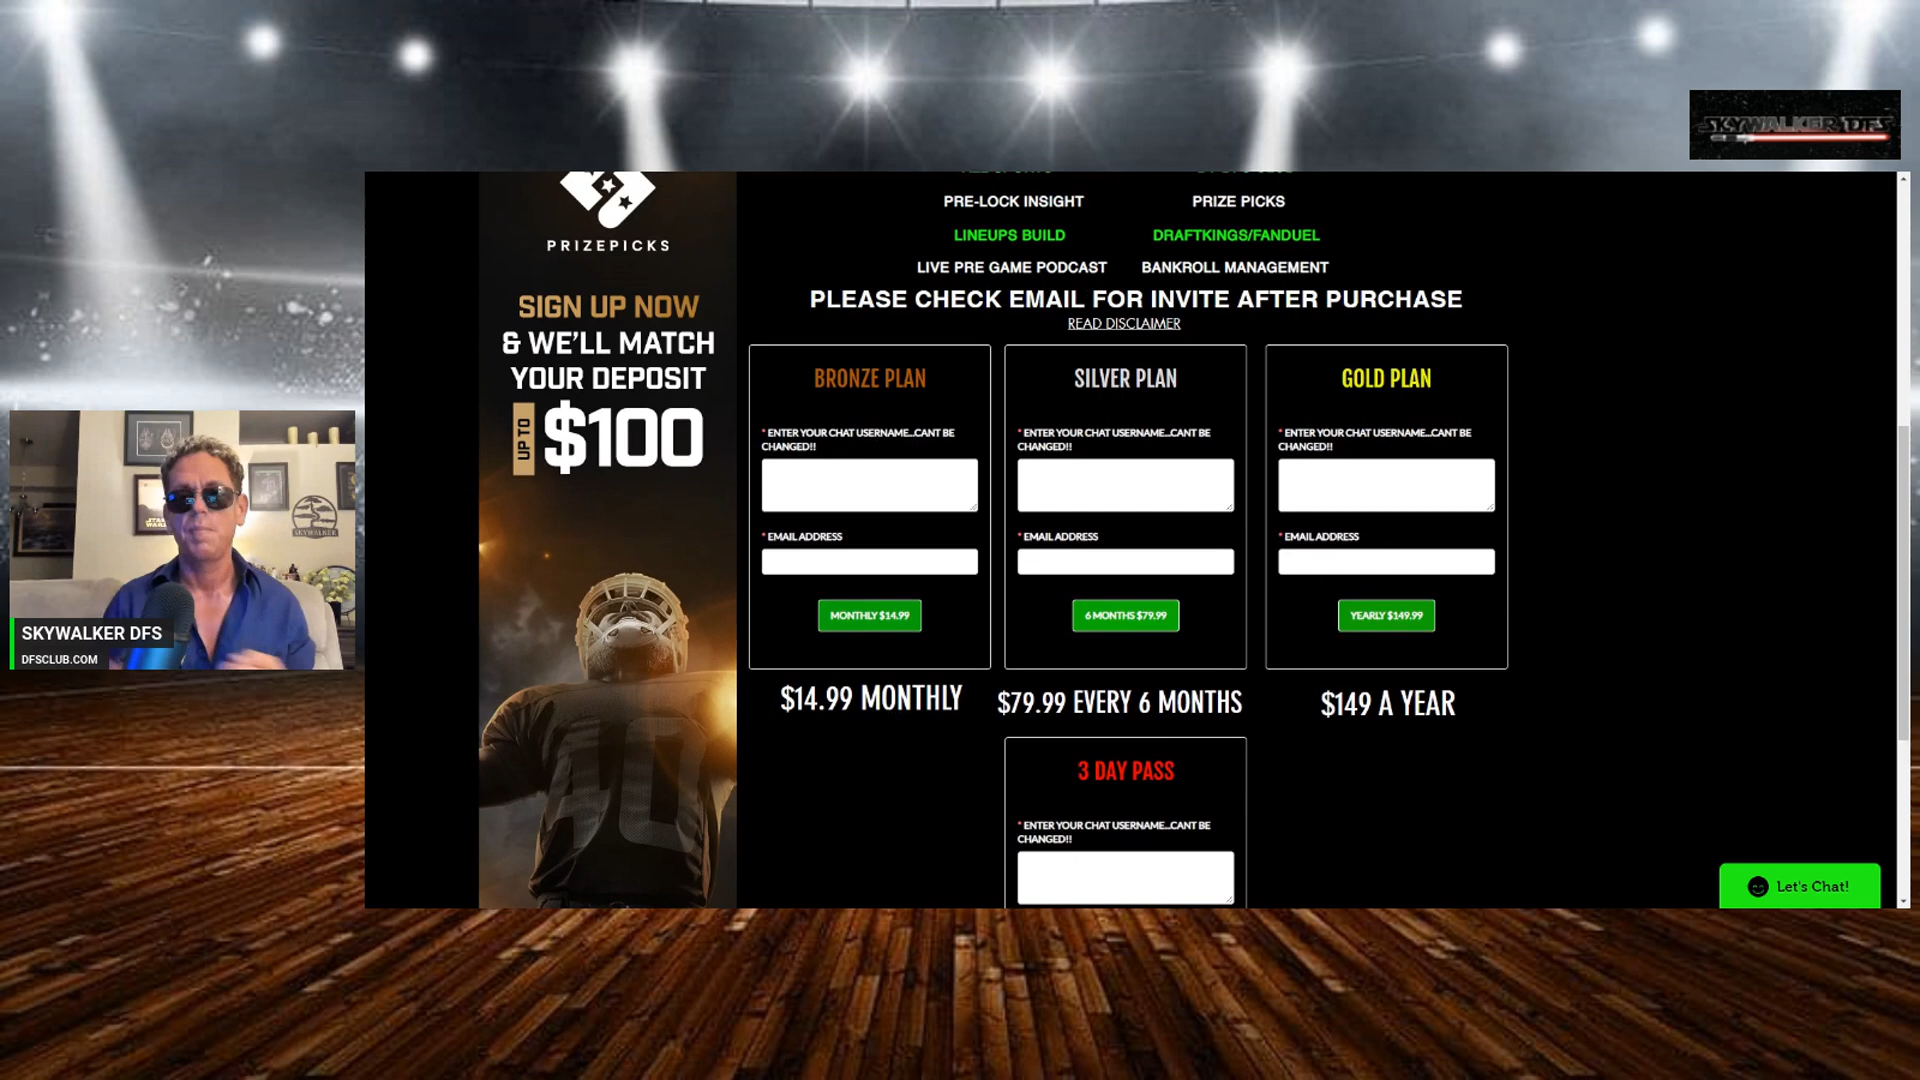 SKYWALKER DFS
PRE-LOCK INSIGHT
PRIZE PICKS
LINEUPS BUILD
DRAFTKINGS/FANDUEL
LIVE PRE GAME PODCAST
BANKROLL MANAGEMENT
PLEASE CHECK EMAIL FOR INVITE AFTER PURCHASE
READ DISCLAIMER
PRIZEPICKS
SIGN UP NOW
& WE'LL MATCH
YOUR DEPOSIT
UP TO
$100
BRONZE PLAN
* ENTER YOUR CHAT USERNAME...CANT BE
CHANGED!!
* EMAIL ADDRESS
MONTHLY $14.99
$14.99 MONTHLY
SILVER PLAN
* ENTER YOUR CHAT USERNAME...CANT BE
CHANGED!!
* EMAIL ADDRESS
6 MONTHS $79.99
$79.99 EVERY 6 MONTHS
GOLD PLAN
* ENTER YOUR CHAT USERNAME...CANT BE
CHANGED!!
* EMAIL ADDRESS
YEARLY $149.99
$149 A YEAR
3 DAY PASS
* ENTER YOUR CHAT USERNAME...CANT BE
CHANGED!!
Let's Chat!
STAR
WARS
SKYWALKER
SKYWALKER DFS
DFSCLUB.COM
40